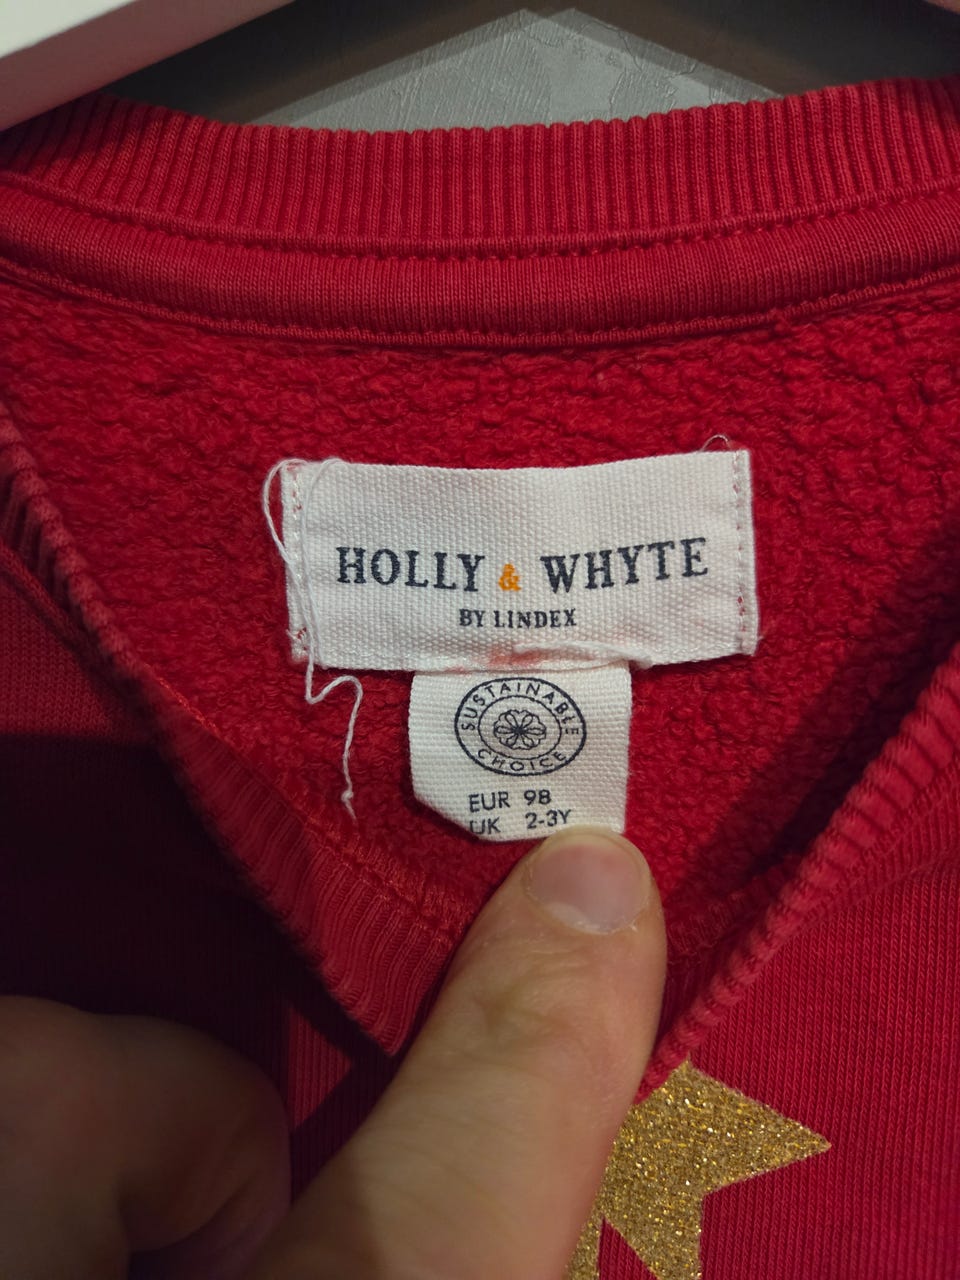 HOLLY & WHYTE
BY LINDEX
SUSTAINABLE
CHOICE
EUR 98
UK 2-3Y